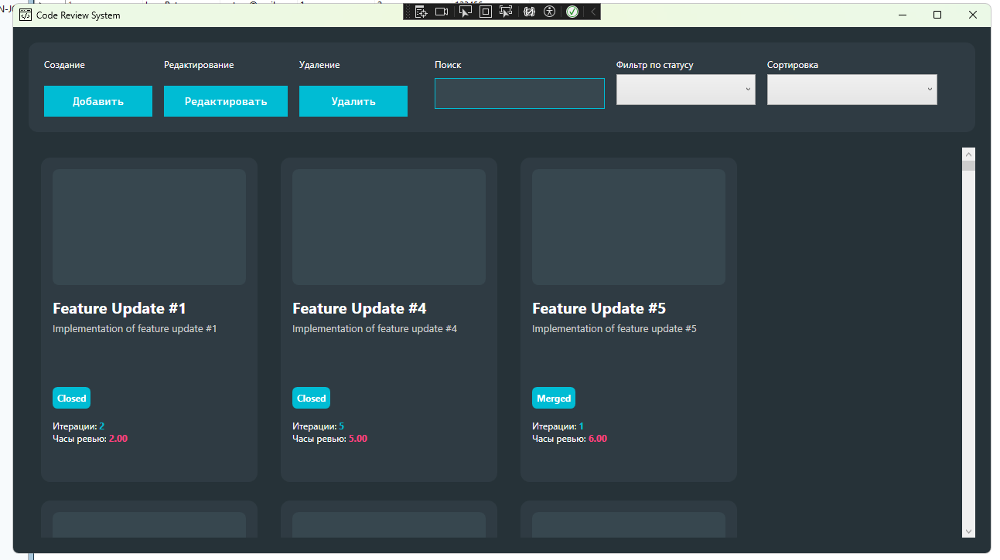 Code Review System
Создание
Редактирование
Удаление
Поиск
Фильтр по статусу
Сортировка
Добавить
Редактировать
Удалить
Feature Update #1
Implementation of feature update #1
Closed
Итерации: 2
Часы ревью: 2.00
Feature Update #4
Implementation of feature update #4
Closed
Итерации: 5
Часы ревью: 5.00
Feature Update #5
Implementation of feature update #5
Merged
Итерации: 1
Часы ревью: 6.00